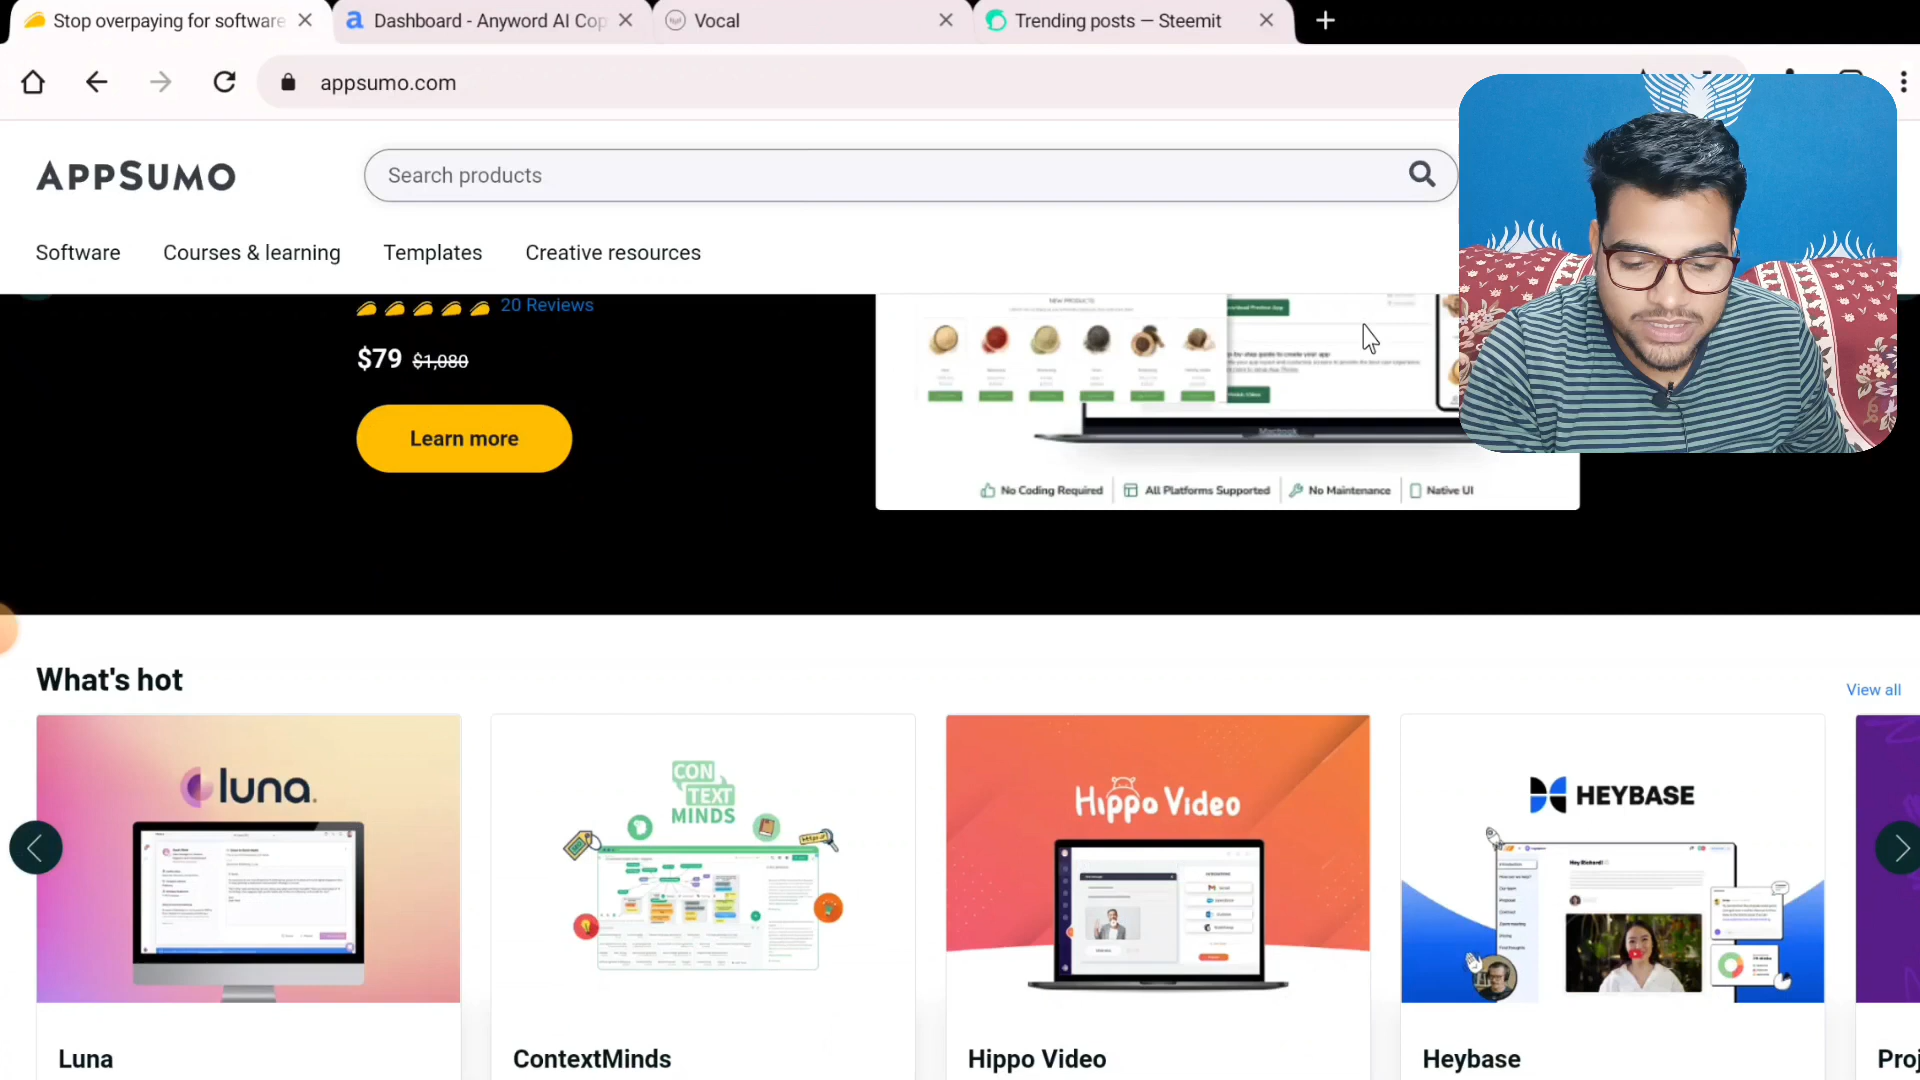 Stop overpaying for software
Dashboard - Anyword AI Cop
Vocal
Trending posts — Steemit
appsumo.com
APPSUMO
Search products
Software
Courses & learning
Templates
Creative resources
20 Reviews
$79 $1,080
Learn more
NEW PRODUCTS
Macbook
No Coding Required
All Platforms Supported
No Maintenance
Native UI
What's hot
View all
luna.
CON
TEXT
MINDS
Hippo Video
HEYBASE
Luna
ContextMinds
Hippo Video
Heybase
Proj